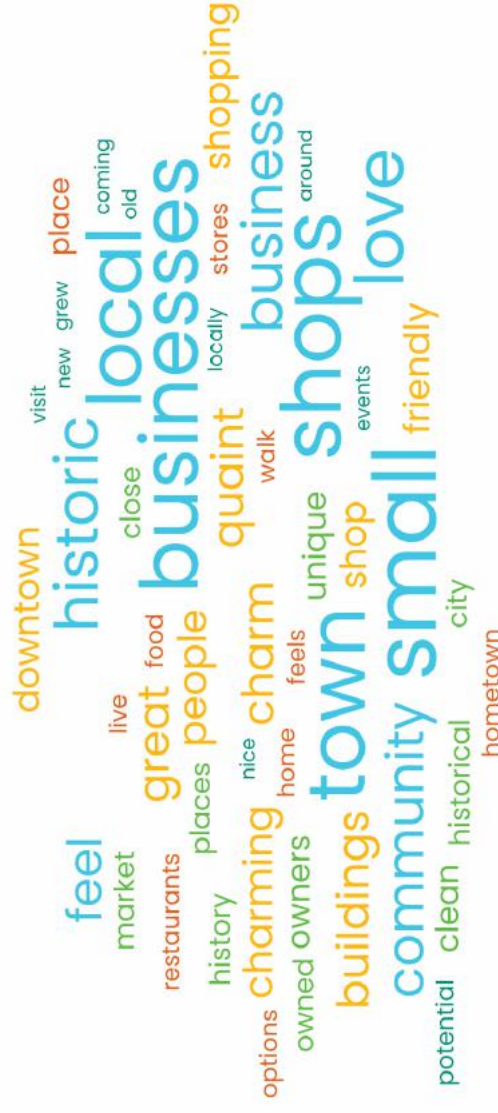 downtown
visit
historic
new grew
place
feel
live
close
local
coming
old
market
great
food
businesses
restaurants
people
places
quaint
locally
stores
shopping
history
nice
charm
walk
business
charming
home
feels
unique
shops
around
owned owners
town
shop
events
love
buildings
small
friendly
options
community
city
clean
historical
potential
hometown